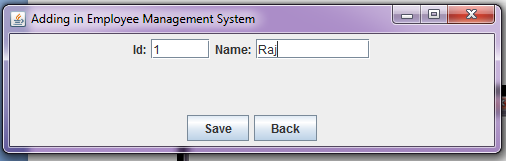 Adding in Employee Management System
Id: 1 Name: Raj
Save Back